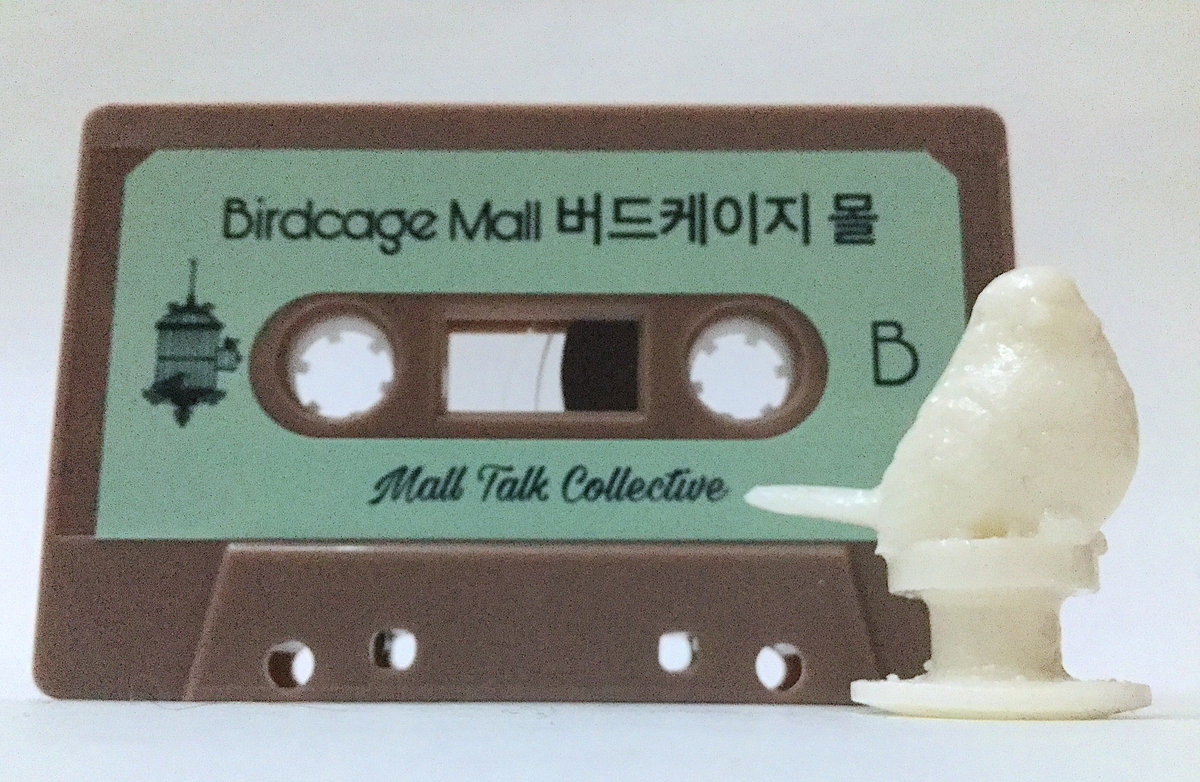 Birdcage Mall 버드케이지 몰
B
Mall Talk Collective